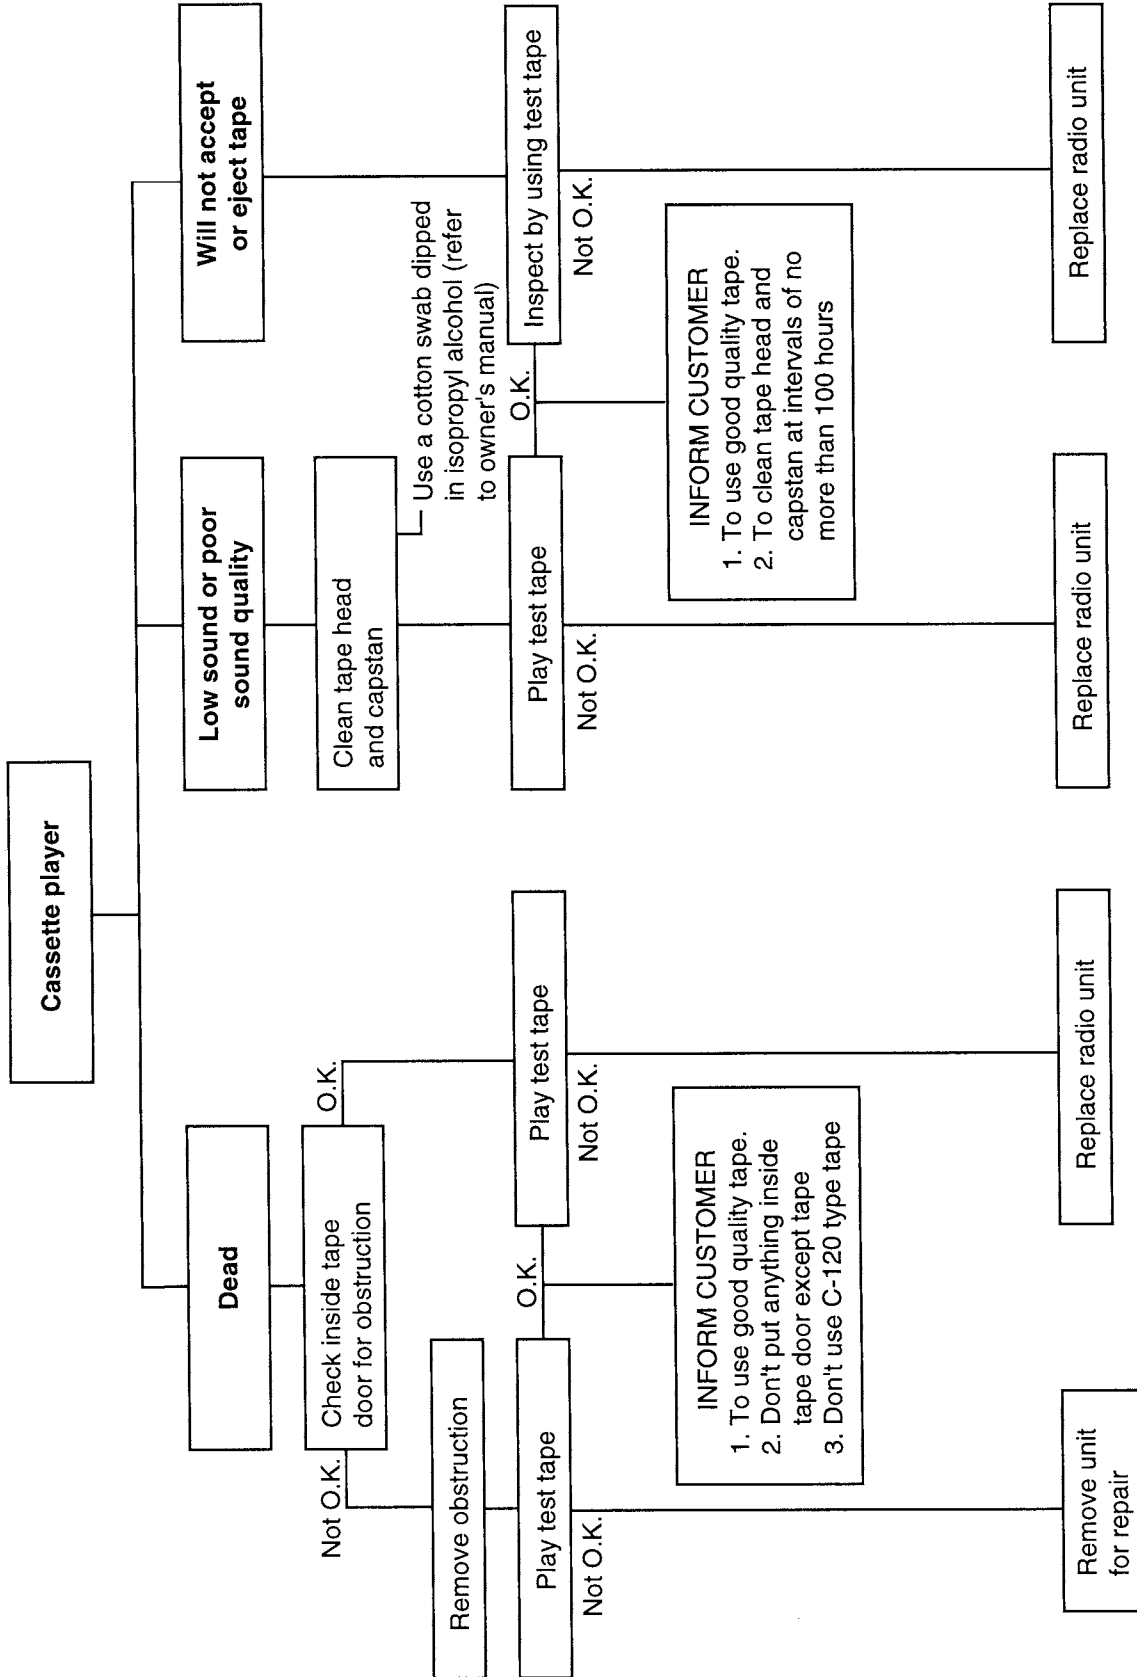 Cassette player
Dead
Low sound or poor
sound quality
Will not accept
or eject tape
Not O.K.
Check inside tape
door for obstruction
O.K.
Clean tape head
and capstan
Use a cotton swab dipped
in isopropyl alcohol (refer
to owner's manual)
Remove obstruction
Play test tape
O.K.
Play test tape
Play test tape
O.K.
Inspect by using test tape
Not O.K.
Not O.K.
Not O.K.
Not O.K.
INFORM CUSTOMER
1. To use good quality tape.
2. Don't put anything inside
tape door except tape
3. Don't use C-120 type tape
INFORM CUSTOMER
1. To use good quality tape.
2. To clean tape head and
capstan at intervals of no
more than 100 hours
Remove unit
for repair
Replace radio unit
Replace radio unit
Replace radio unit